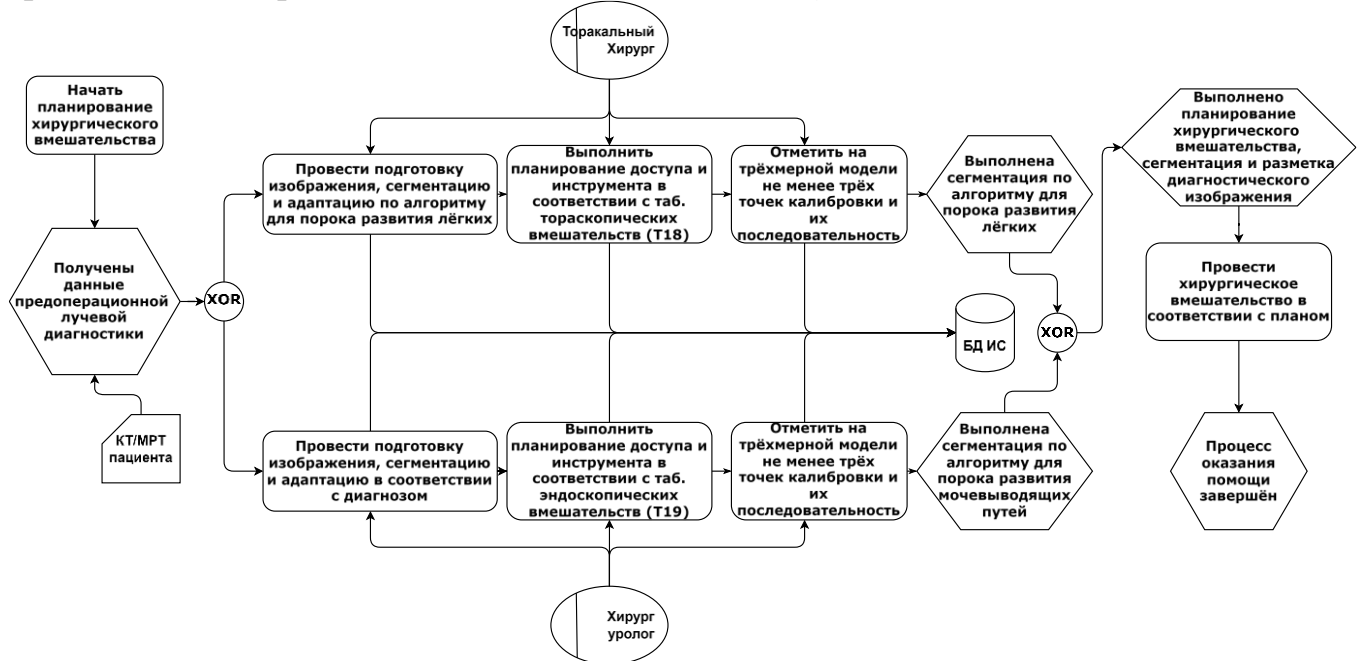 Торакальный
Хирург
Начать
планирование
хирургического
вмешательства
Выполнено
планирование
хирургического
вмешательства,
сегментация и разметка
диагностического
изображения
Провести подготовку
изображения, сегментацию
и адаптацию по алгоритму
для порока развития лёгких
Выполнить
планирование доступа и
инструмента в
соответствии с таб.
тораскопических
вмешательств (Т18)
Отметить на
трёхмерной модели
не менее трёх
точек калибровки и
их
последовательность
Выполнена
сегментация по
алгоритму для
порока развития
лёгких
Получены
данные
предоперационной
лучевой
диагностики
XOR
БД ИС
XOR
Провести
хирургическое
вмешательство в
соответствии с планом
КТ/МРТ
пациента
Провести подготовку
изображения, сегментацию
и адаптацию в соответствии
с диагнозом
Выполнить
планирование доступа и
инструмента в
соответствии с таб.
эндоскопических
вмешательств (Т19)
Отметить на
трёхмерной модели
не менее трёх
точек калибровки и
их
последовательность
Выполнена
сегментация по
алгоритму для
порока развития
мочевыводящих
путей
Процесс
оказания
помощи
завершён
Хирург
уролог